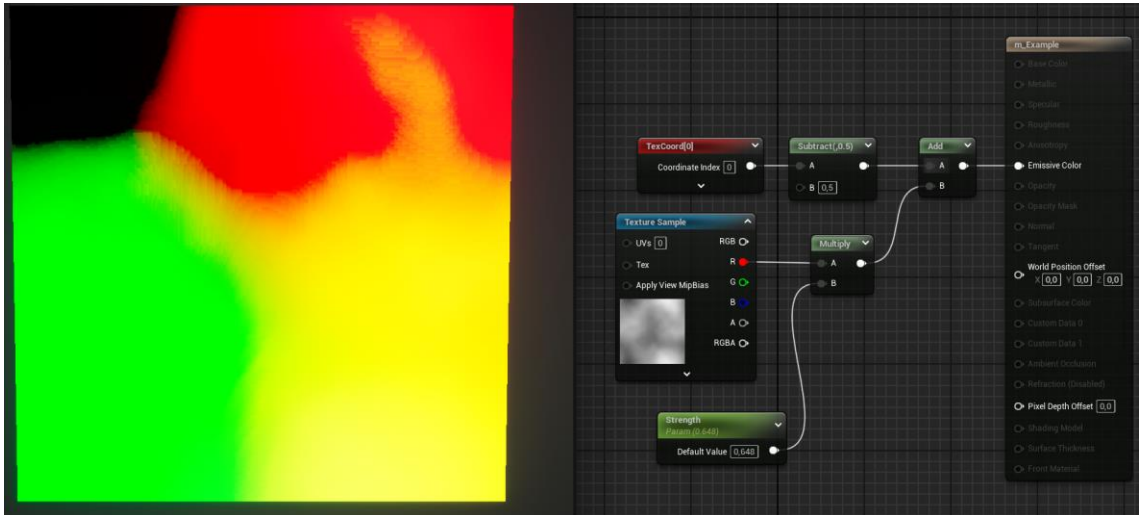 TexCoord[0]
Coordinate Index 0
Subtract(,0.5)
A
B 0,5
Add
A
B
Texture Sample
UVs 0
Tex
Apply View MipBias
RGB
R
G
B
A
RGBA
Multiply
A
B
Strength
Param (0.648)
Default Value 0,648
m_Example
Base Color
Metallic
Specular
Roughness
Anisotropy
Emissive Color
Opacity
Opacity Mask
Normal
Tangent
World Position Offset
X 0,0 Y 0,0 Z 0,0
Subsurface Color
Custom Data 0
Custom Data 1
Ambient Occlusion
Refraction (Disabled)
Pixel Depth Offset 0,0
Shading Model
Surface Thickness
Front Material